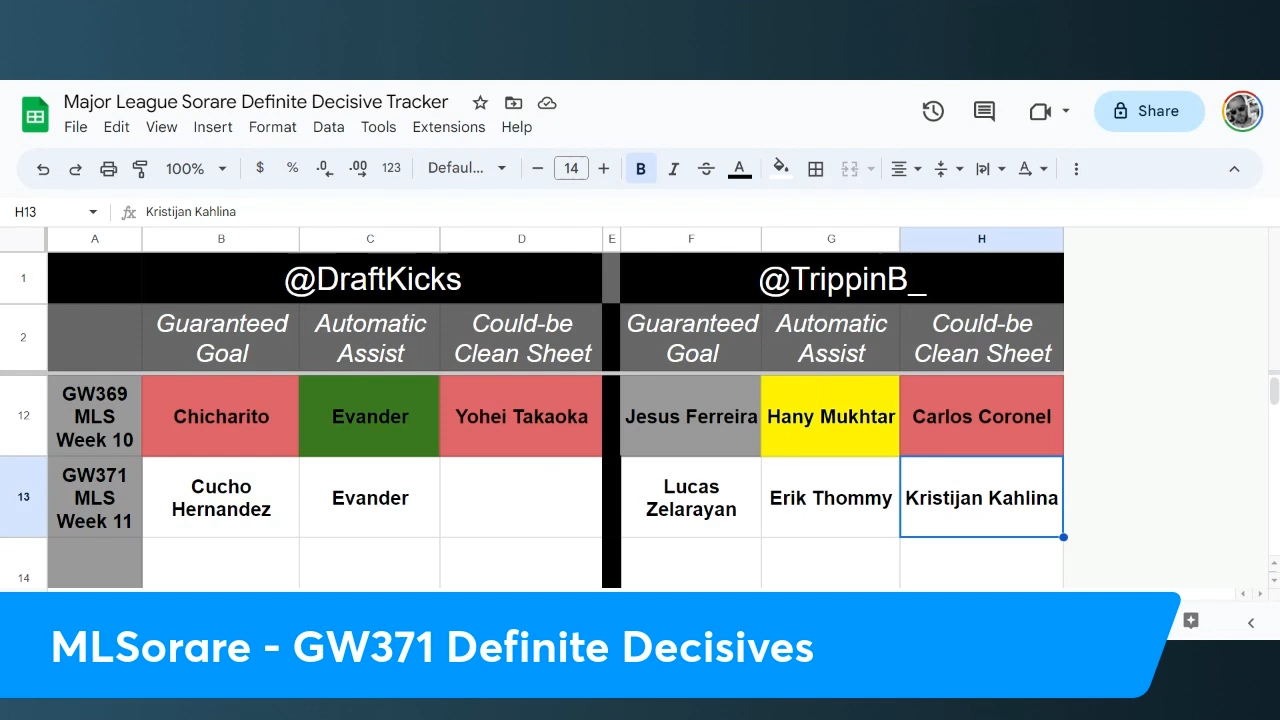 Major League Sorare Definite Decisive Tracker
File Edit View Insert Format Data Tools Extensions Help
Share
100% $ % .0 .00 123 Defaul... − 14 + B I A
H13 fx Kristijan Kahlina
A B C D E F G H
1 @DraftKicks @TrippinB_
2 Guaranteed Goal Automatic Assist Could-be Clean Sheet Guaranteed Goal Automatic Assist Could-be Clean Sheet
12 GW369 MLS Week 10 Chicharito Evander Yohei Takaoka Jesus Ferreira Hany Mukhtar Carlos Coronel
13 GW371 MLS Week 11 Cucho Hernandez Evander Lucas Zelarayan Erik Thommy Kristijan Kahlina
14
MLSorare - GW371 Definite Decisives